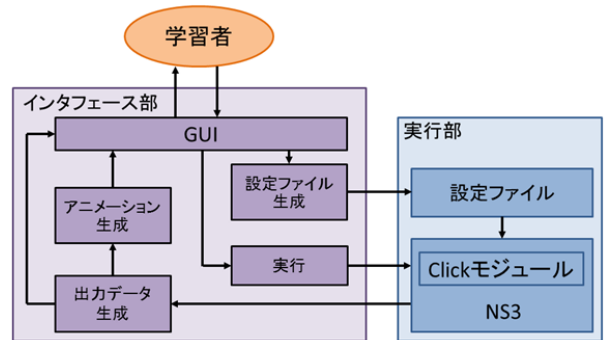 学習者
インタフェース部
GUI
実行部
設定ファイル
生成
設定ファイル
アニメーション
生成
実行
Clickモジュール
出力データ
生成
NS3